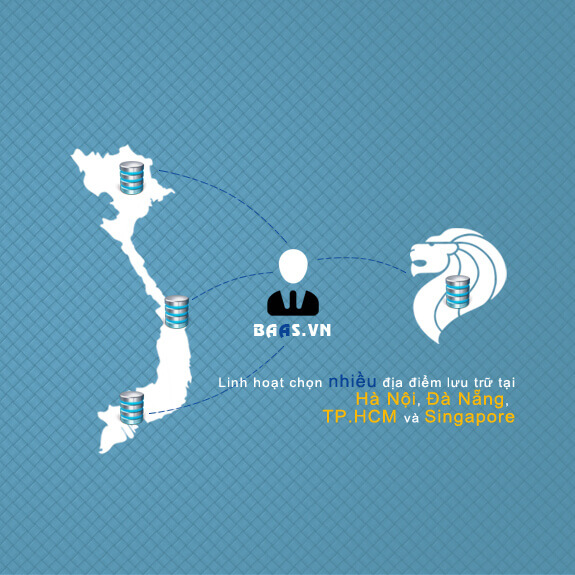 BAAS.VN
Linh hoạt chọn nhiều địa điểm lưu trữ tại
Hà Nội, Đà Nẵng,
TP.HCM và Singapore